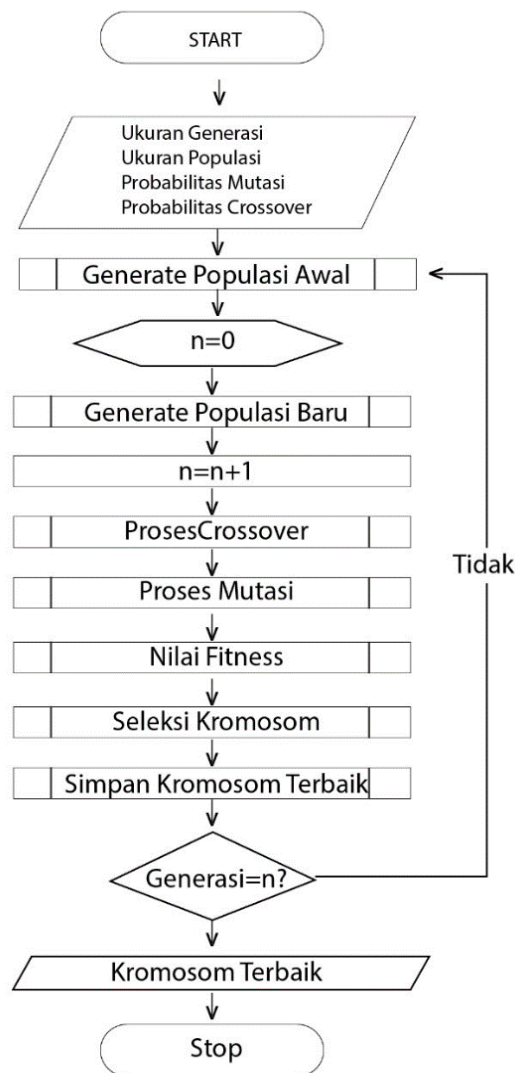 START
Ukuran Generasi
Ukuran Populasi
Probabilitas Mutasi
Probabilitas Crossover
Generate Populasi Awal
n=0
Generate Populasi Baru
n=n+1
ProsesCrossover
Proses Mutasi
Nilai Fitness
Seleksi Kromosom
Simpan Kromosom Terbaik
Generasi=n?
Tidak
Kromosom Terbaik
Stop